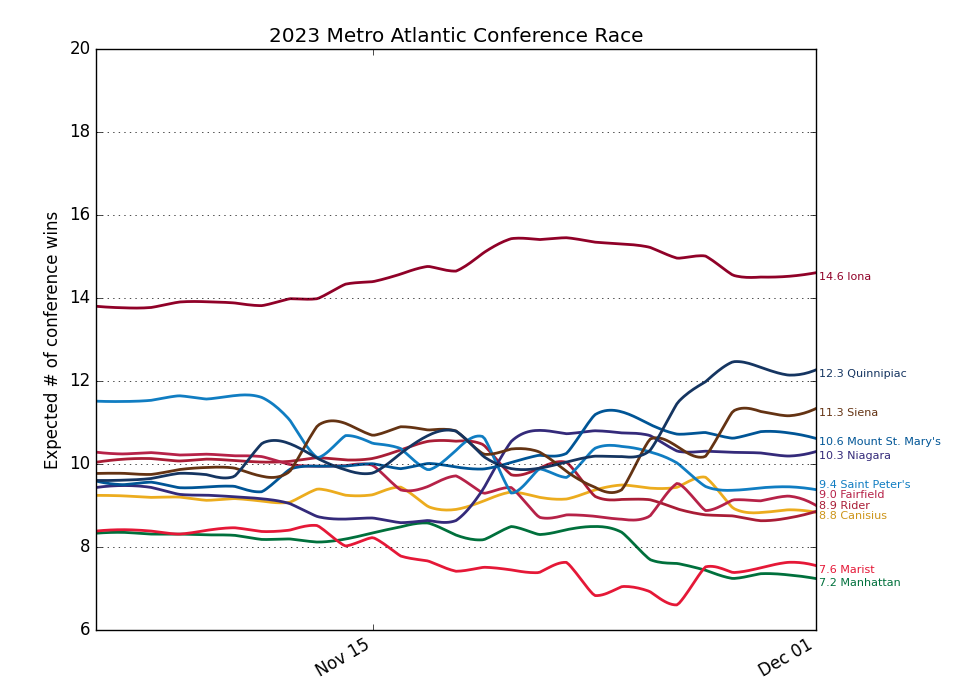 2023 Metro Atlantic Conference Race
Expected # of conference wins
20
18
16
14
12
10
8
6
14.6 Iona
12.3 Quinnipiac
11.3 Siena
10.6 Mount St. Mary's
10.3 Niagara
9.4 Saint Peter's
9.0 Fairfield
8.9 Rider
8.8 Canisius
7.6 Marist
7.2 Manhattan
Nov 15
Dec 01